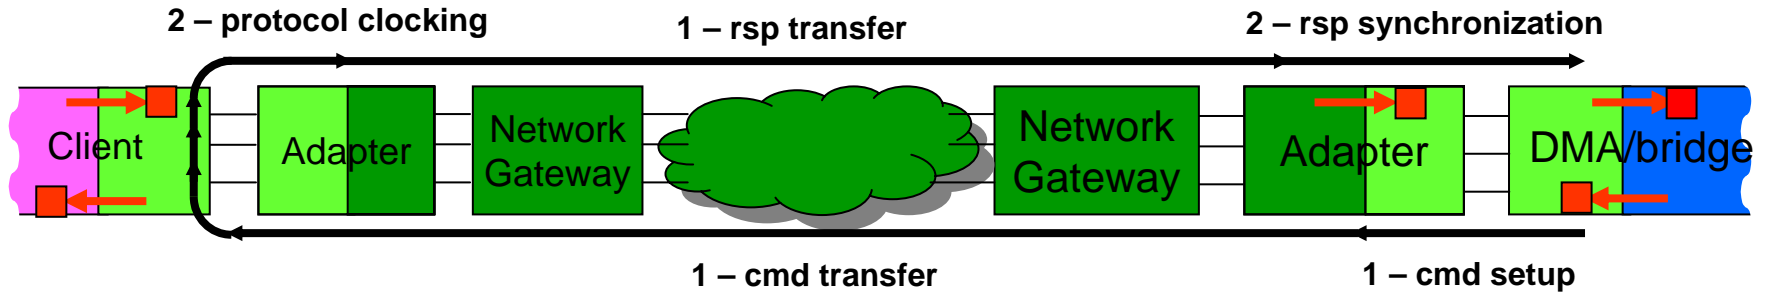 2 – protocol clocking
1 – rsp transfer
2 – rsp synchronization
Client
Adapter
Network
Gateway
Network
Gateway
Adapter
DMA/bridge
1 – cmd transfer
1 – cmd setup